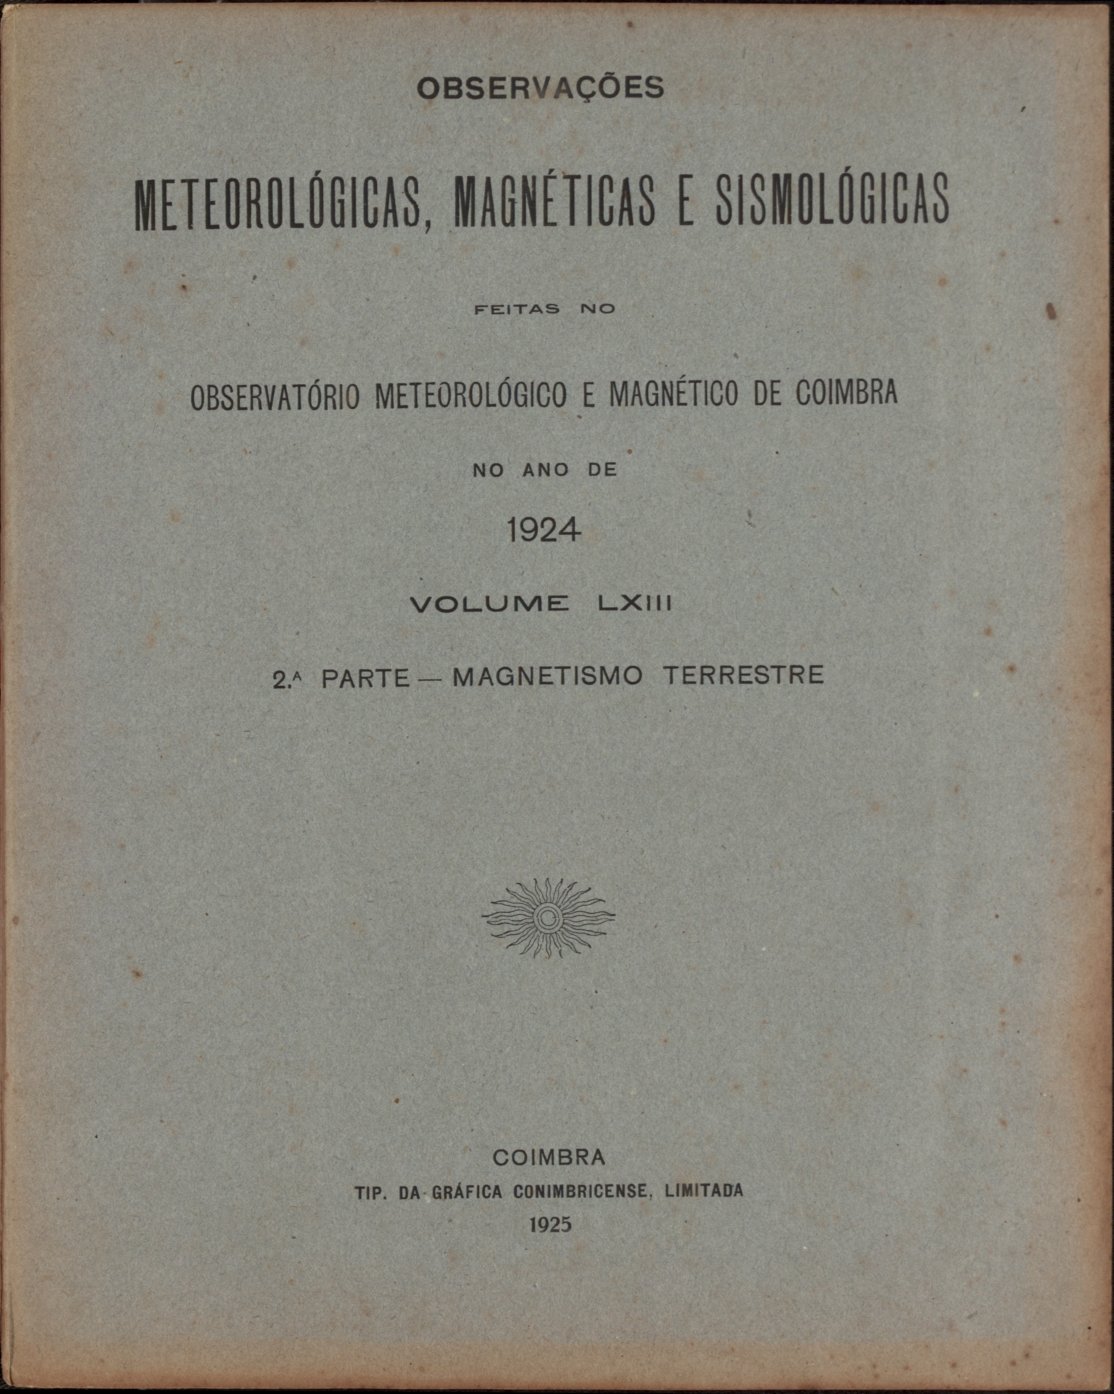 OBSERVAÇÕES
METEOROLÓGICAS, MAGNÉTICAS E SISMOLÓGICAS
FEITAS NO
OBSERVATÓRIO METEOROLÓGICO E MAGNÉTICO DE COIMBRA
NO ANO DE
1924
VOLUME LXIII
2.ª PARTE — MAGNETISMO TERRESTRE
COIMBRA
TIP. DA GRÁFICA CONIMBRICENSE, LIMITADA
1925